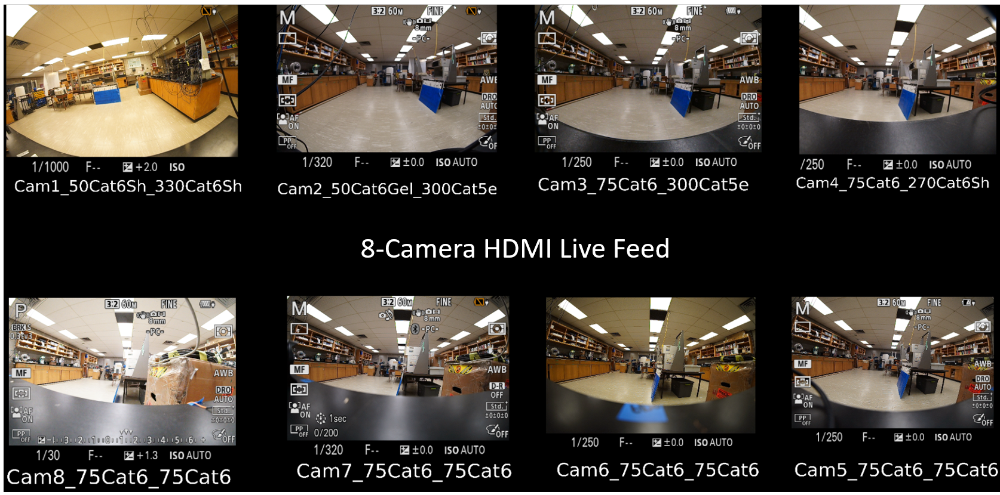 M
3:2 60M FINE
8mm
-PC-
MF
AF
ON
PP
OFF
AWB
DRO
AUTO
Std.
±0±0±0
OFF
M
3:2 60M FINE
8mm
-PC-
MF
AF
ON
PP
OFF
AWB
DRO
AUTO
Std.
±0±0±0
OFF
1/1000 F-- +2.0 ISO
1/320 F-- ±0.0 ISO AUTO
1/250 F-- ±0.0 ISO AUTO
/250 F-- ±0.0 ISO AUTO
Cam1_50Cat6Sh_330Cat6Sh
Cam2_50Cat6Gel_300Cat5e
Cam3_75Cat6_300Cat5e
Cam4_75Cat6_270Cat6Sh
8-Camera HDMI Live Feed
P
3:2 60M FINE
8mm
-PC-
BRK S
0.3EV3
MF
AF
ON
PP
OFF
AWB
DRO
AUTO
Std.
±0±0±0
OFF
-·3·2·1·0·1·2·3·4·5·6·+
M
3:2 60M FINE
8mm
-PC-
MF
AF
ON
PP
OFF
1sec
0/200
AWB
D-R
OFF
Std.
±0±0±0
OFF
M
3:2 60M FINE
8mm
-PC-
MF
AF
ON
PP
OFF
AWB
DRO
AUTO
Std.
±0±0±0
OFF
1/30 F-- +1.3 ISO AUTO
1/320 F-- ±0.0 ISO AUTO
1/250 F-- ±0.0 ISO AUTO
1/250 F-- ±0.0 ISO AUTO
Cam8_75Cat6_75Cat6
Cam7_75Cat6_75Cat6
Cam6_75Cat6_75Cat6
Cam5_75Cat6_75Cat6